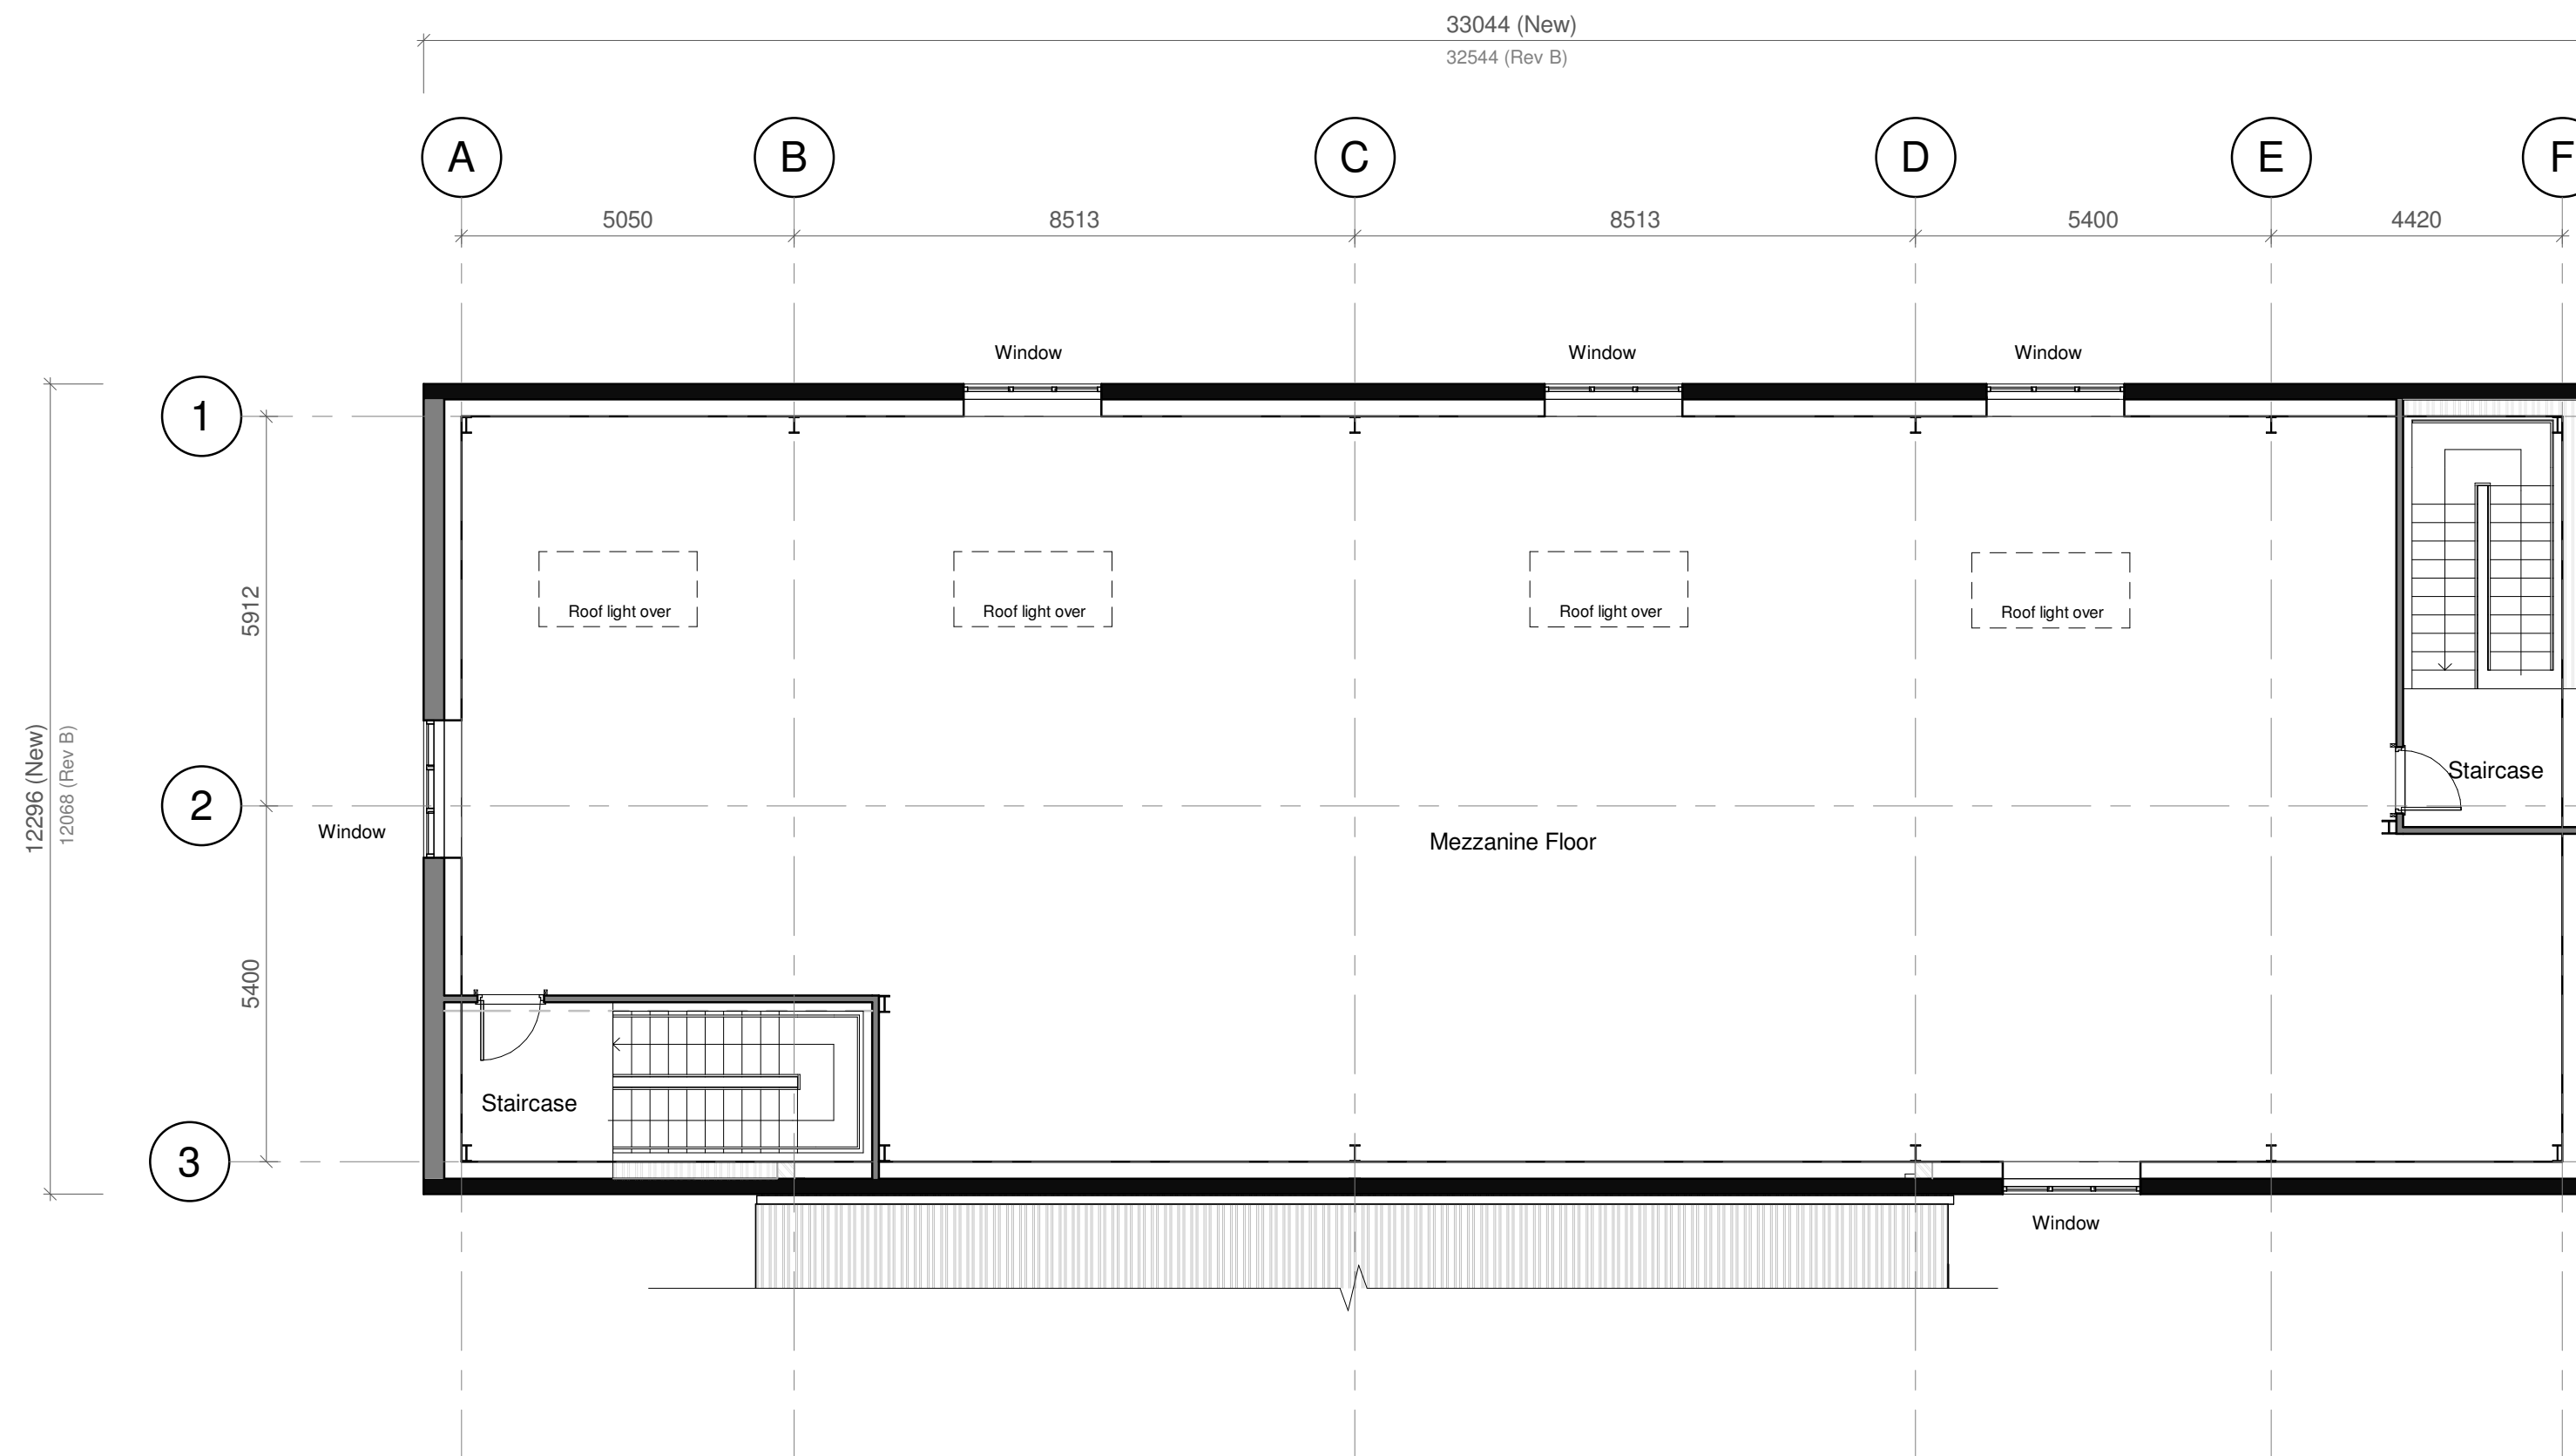 33044 (New)
32544 (Rev B)
A
B
C
D
E
F
5050
8513
8513
5400
4420
Window
Window
Window
1
5912
Roof light over
Roof light over
Roof light over
Roof light over
12296 (New)
12068 (Rev B)
2
Window
Staircase
Mezzanine Floor
5400
Staircase
3
Window